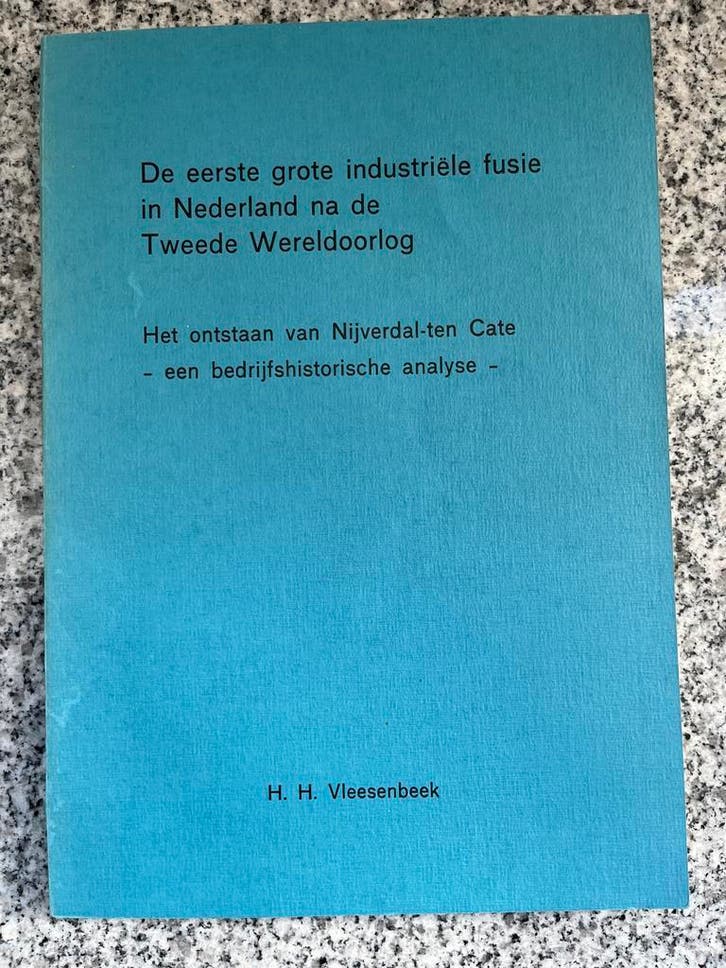 De eerste grote industriële fusie
in Nederland na de
Tweede Wereldoorlog
Het ontstaan van Nijverdal-ten Cate
- een bedrijfshistorische analyse -
H. H. Vleesenbeek